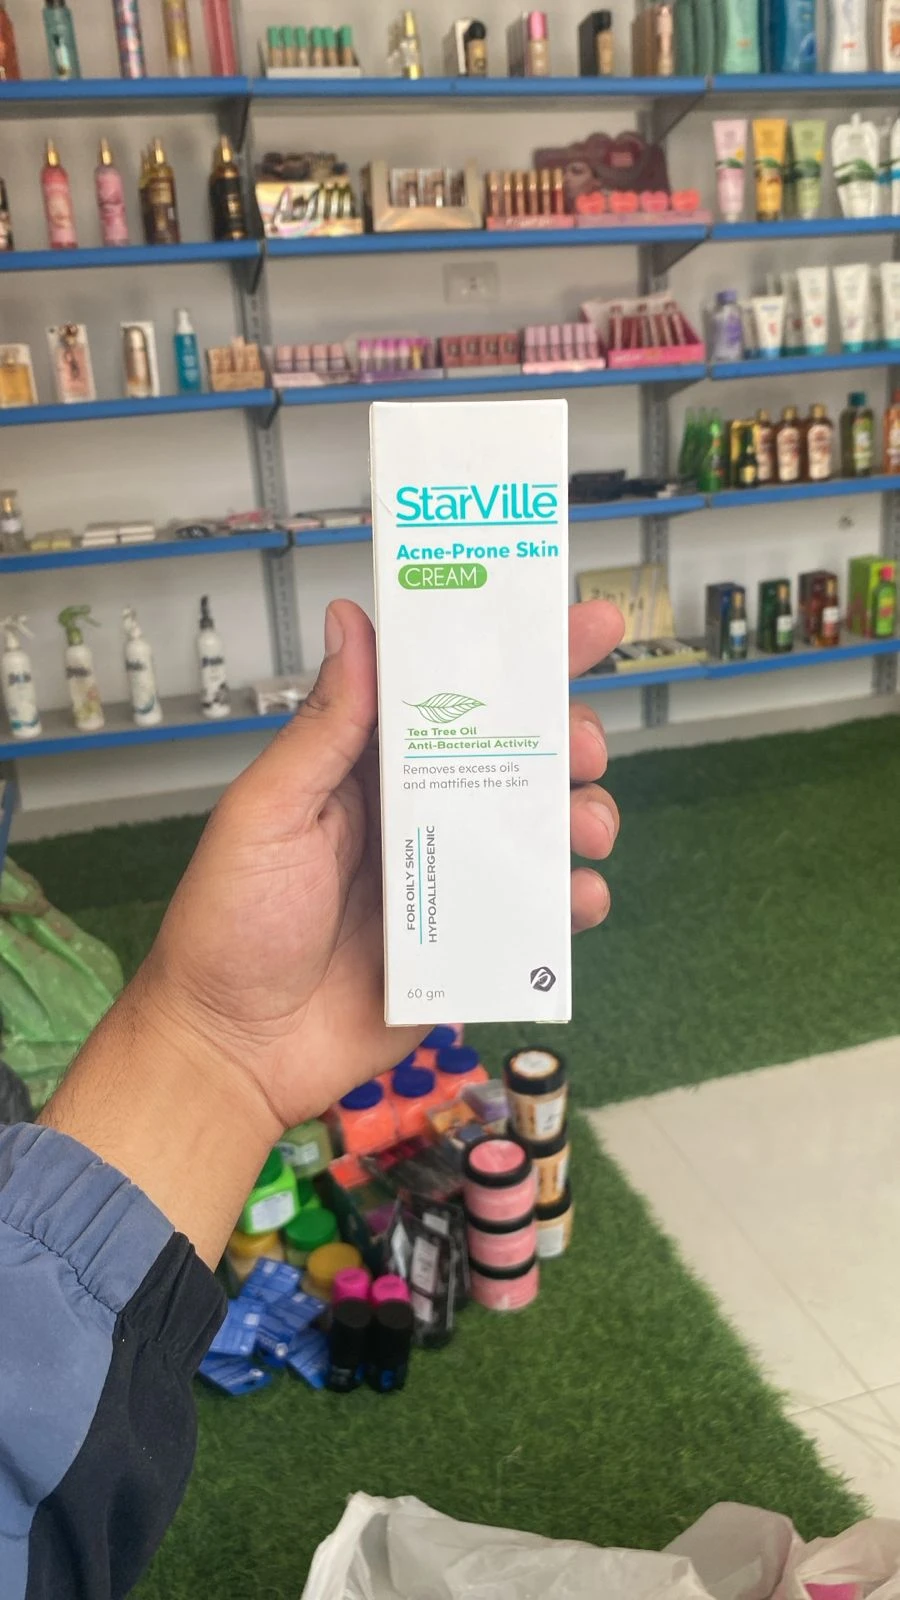 StarVille
Acne-Prone Skin
CREAM
Tea Tree Oil
Anti-Bacterial Activity
Removes excess oils
and mattifies the skin
FOR OILY SKIN
HYPOALLERGENIC
60 gm